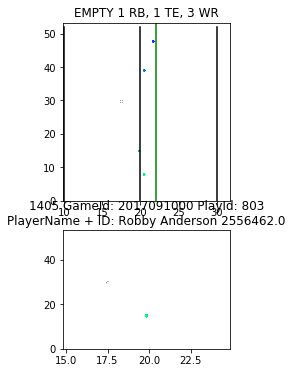 EMPTY 1 RB, 1 TE, 3 WR
50
40
30
20
10
0
10 15 20 25 30
1405 GameId: 2017091000 PlayId: 803
PlayerName + ID: Robby Anderson 2556462.0
40
20
0
15.0 17.5 20.0 22.5